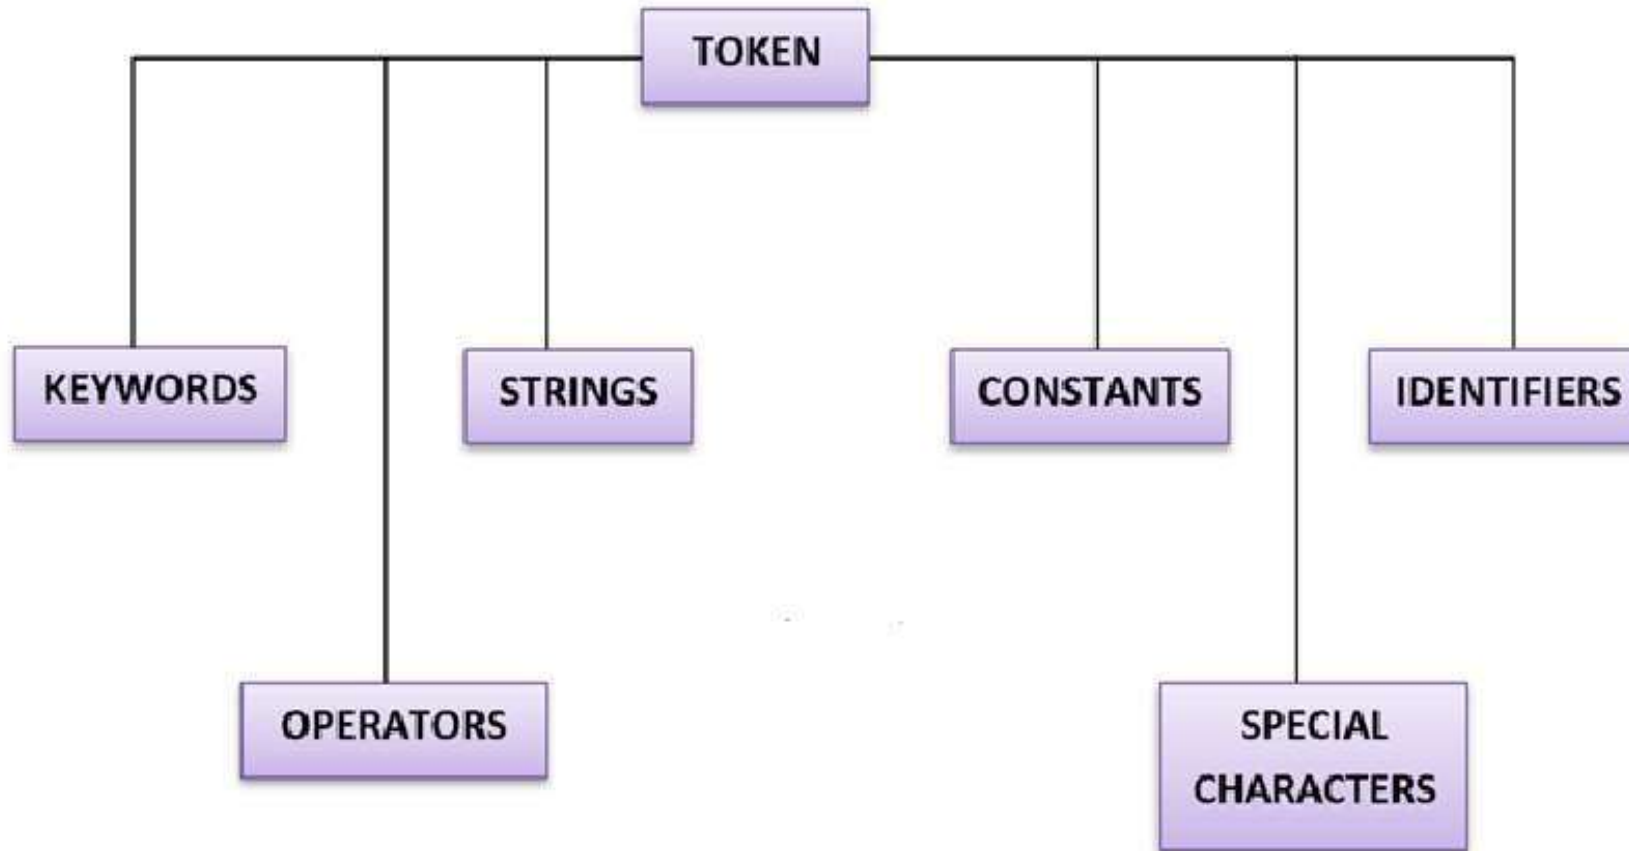 TOKEN
KEYWORDS
STRINGS
CONSTANTS
IDENTIFIERS
OPERATORS
SPECIAL
CHARACTERS